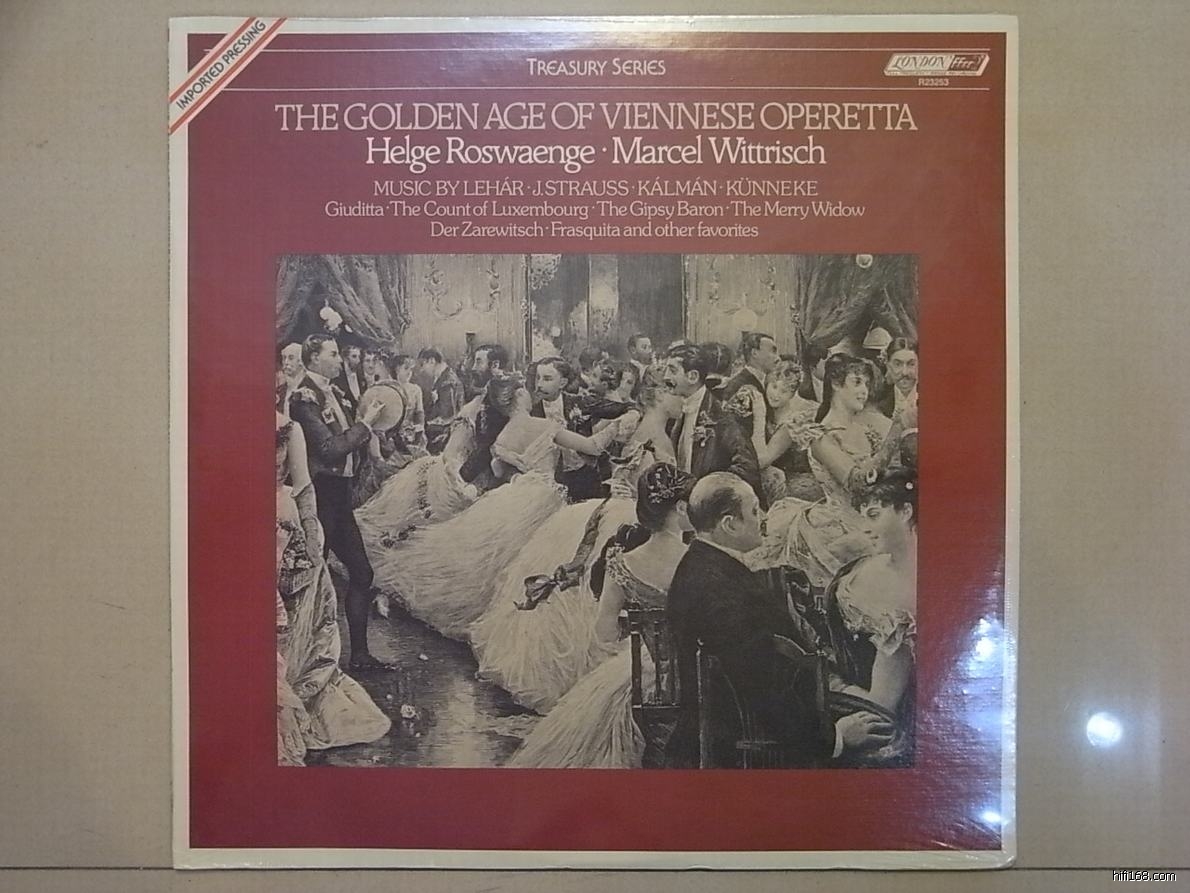 IMPORTED PRESSING
TREASURY SERIES
LONDON ffrr
R23253
THE GOLDEN AGE OF VIENNESE OPERETTA
Helge Roswaenge · Marcel Wittrisch
MUSIC BY LEHÁR · J.STRAUSS · KÁLMÁN · KÜNNEKE
Giuditta · The Count of Luxembourg · The Gipsy Baron · The Merry Widow
Der Zarewitsch · Frasquita and other favorites
hifi168.com